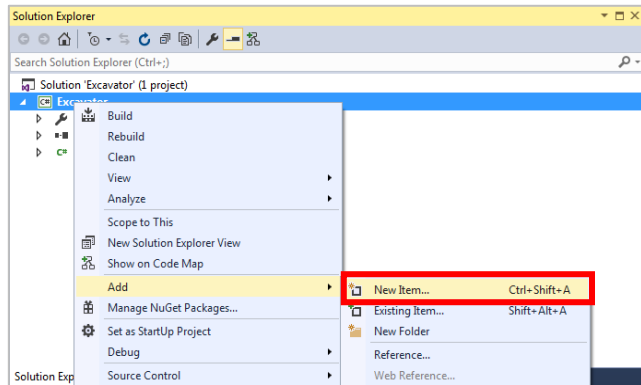 Solution Explorer
Search Solution Explorer (Ctrl+;)
Solution 'Excavator' (1 project)
C# Excavator
Build
Rebuild
C#
Clean
View
Analyze
Scope to This
New Solution Explorer View
Show on Code Map
Add
New Item... Ctrl+Shift+A
Manage NuGet Packages...
Existing Item... Shift+Alt+A
Set as StartUp Project
New Folder
Debug
Reference...
Solution Exp
Source Control
Web Reference...